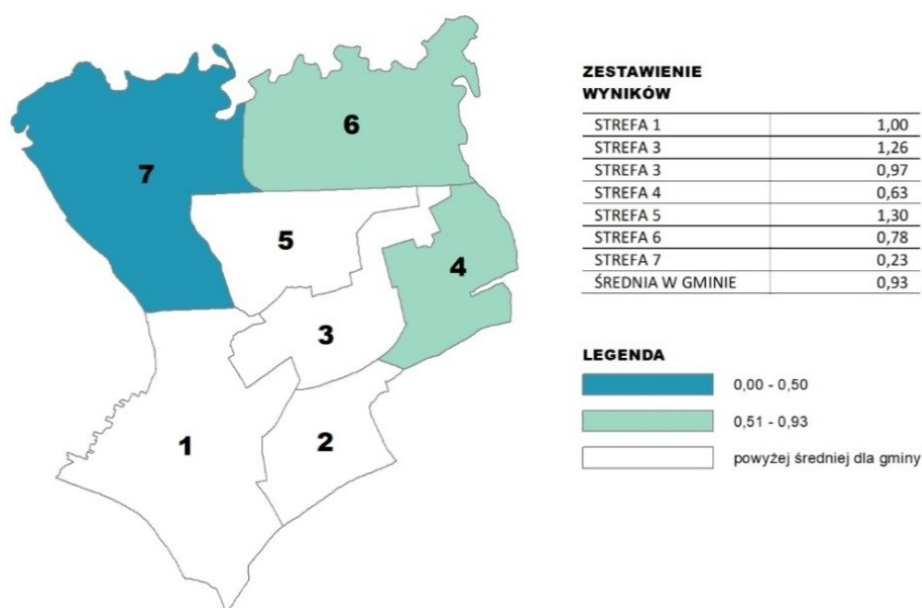 6
7
5
4
3
1
2
ZESTAWIENIE
WYNIKÓW
STREFA 1 1,00
STREFA 3 1,26
STREFA 3 0,97
STREFA 4 0,63
STREFA 5 1,30
STREFA 6 0,78
STREFA 7 0,23
ŚREDNIA W GMINIE 0,93
LEGENDA
0,00 - 0,50
0,51 - 0,93
powyżej średniej dla gminy